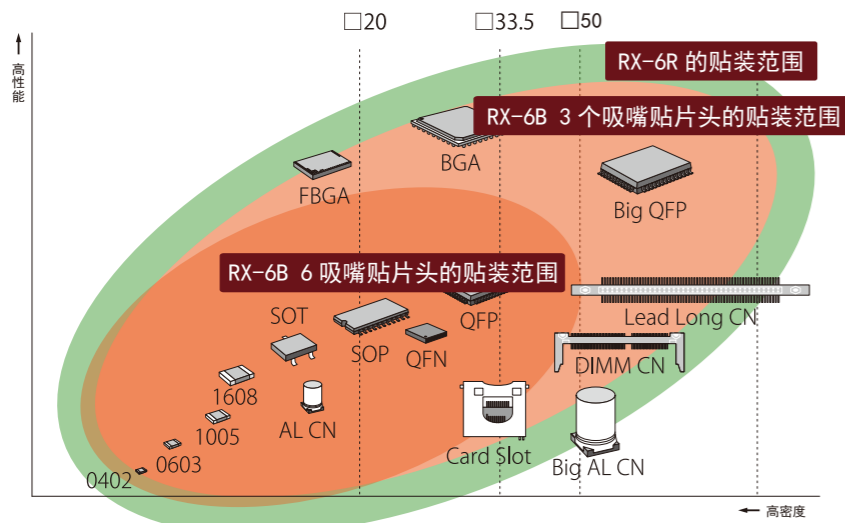 □20
□33.5
□50
高性能
RX-6R 的贴装范围
RX-6B 3 个吸嘴贴片头的贴装范围
BGA
FBGA
Big QFP
RX-6B 6 吸嘴贴片头的贴装范围
QFP
Lead Long CN
SOT
SOP
QFN
DIMM CN
1608
1005
AL CN
Card Slot
Big AL CN
0603
0402
高密度